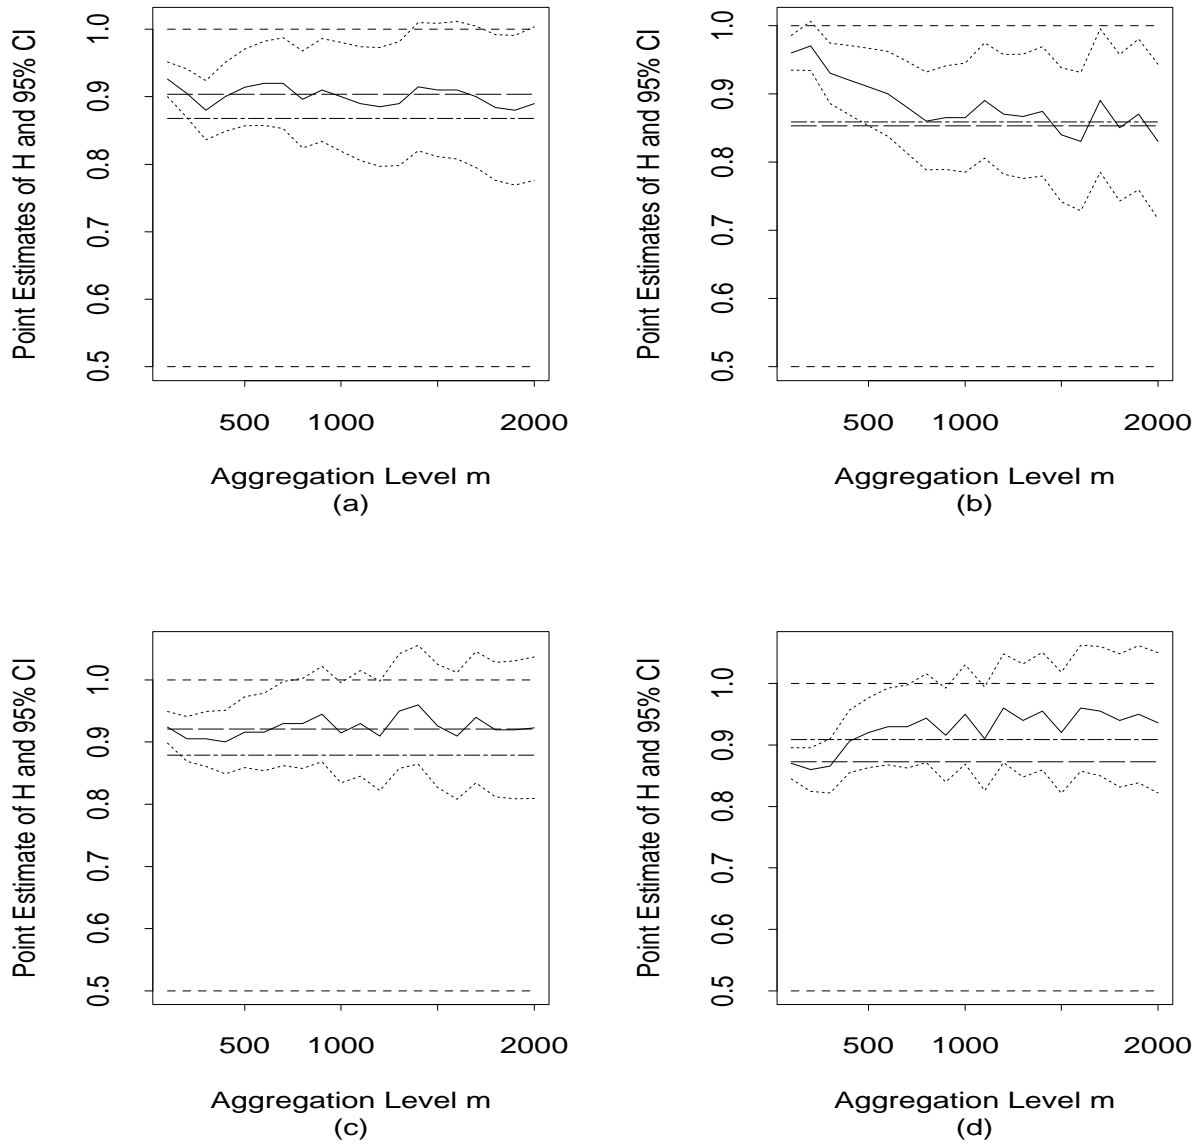 Point Estimates of H and 95% CI
1.0
0.9
0.8
0.7
0.6
0.5
500 1000 2000
Aggregation Level m
(a)
Point Estimates of H and 95% CI
1.0
0.9
0.8
0.7
0.6
0.5
500 1000 2000
Aggregation Level m
(b)
Point Estimate of H and 95% CI
1.0
0.9
0.8
0.7
0.6
0.5
500 1000 2000
Aggregation Level m
(c)
Point Estimate of H and 95% CI
1.0
0.9
0.8
0.7
0.6
0.5
500 1000 2000
Aggregation Level m
(d)